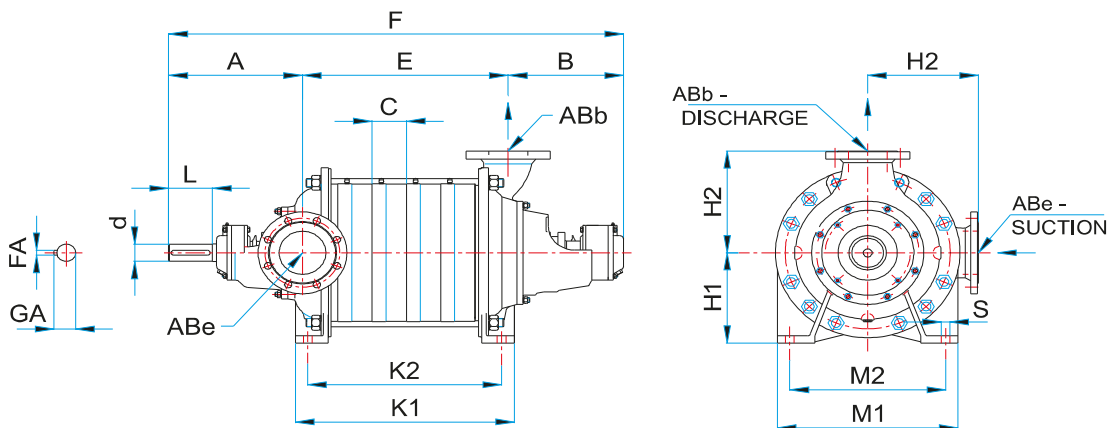 F
A
E
B
H2
C
ABb
ABb -
DISCHARGE
L
d
FA
GA
ABe
H2
H1
ABe -
SUCTION
S
K2
K1
M2
M1